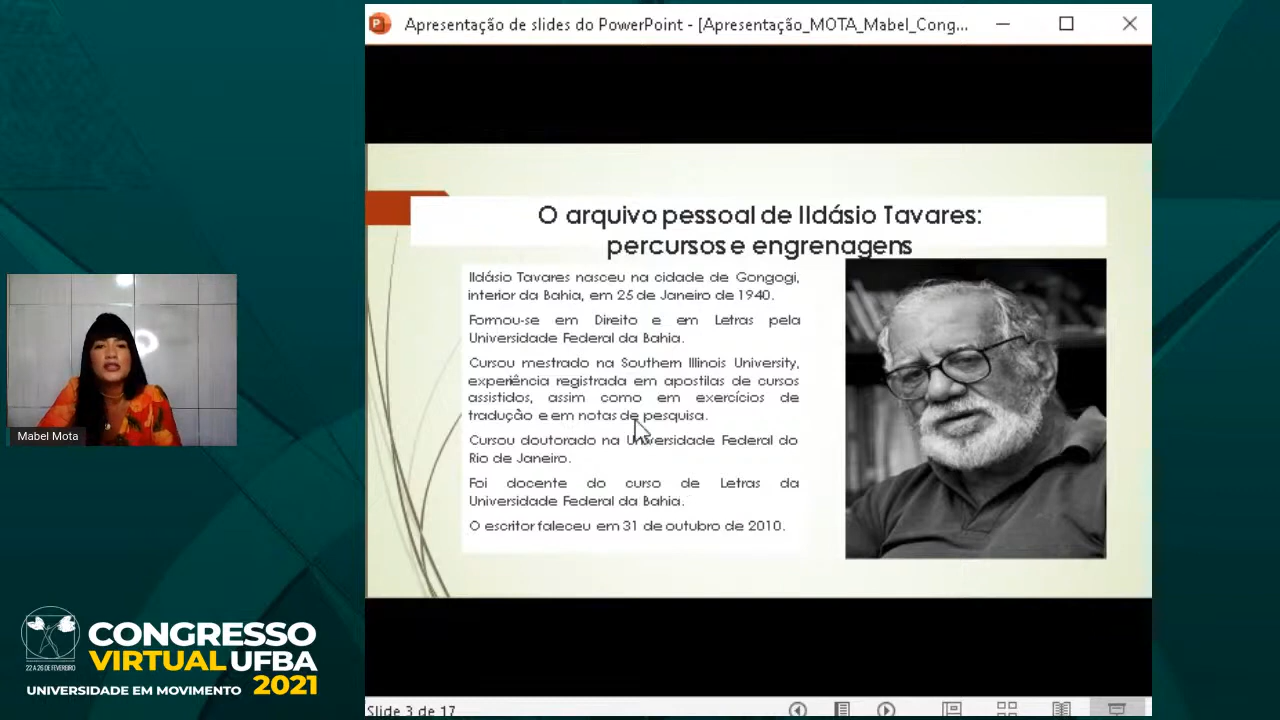 Apresentação de slides do PowerPoint - [Apresentação_MOTA_Mabel_Cong...
O arquivo pessoal de Ildásio Tavares:
percursos e engrenagens
Ildásio Tavares nasceu na cidade de Gongogi,
interior da Bahia, em 25 de Janeiro de 1940.
Formou-se em Direito e em Letras pela
Universidade Federal da Bahia.
Cursou mestrado na Southern Illinois University,
experiência registrada em apostilas de cursos
assistidos, assim como em exercícios de
tradução e em notas de pesquisa.
Cursou doutorado na Universidade Federal do
Rio de Janeiro.
Foi docente do curso de Letras da
Universidade Federal da Bahia.
O escritor faleceu em 31 de outubro de 2010.
Mabel Mota
22 A 26 DE FEVEREIRO
CONGRESSO
VIRTUAL UFBA
UNIVERSIDADE EM MOVIMENTO 2021
Slide 3 de 17